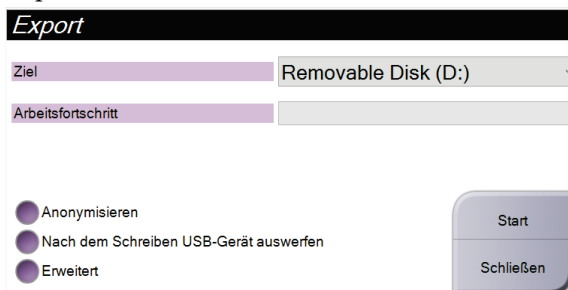 Export
Ziel
Removable Disk (D:)
Arbeitsfortschritt
Anonymisieren
Nach dem Schreiben USB-Gerät auswerfen
Erweitert
Start
Schließen